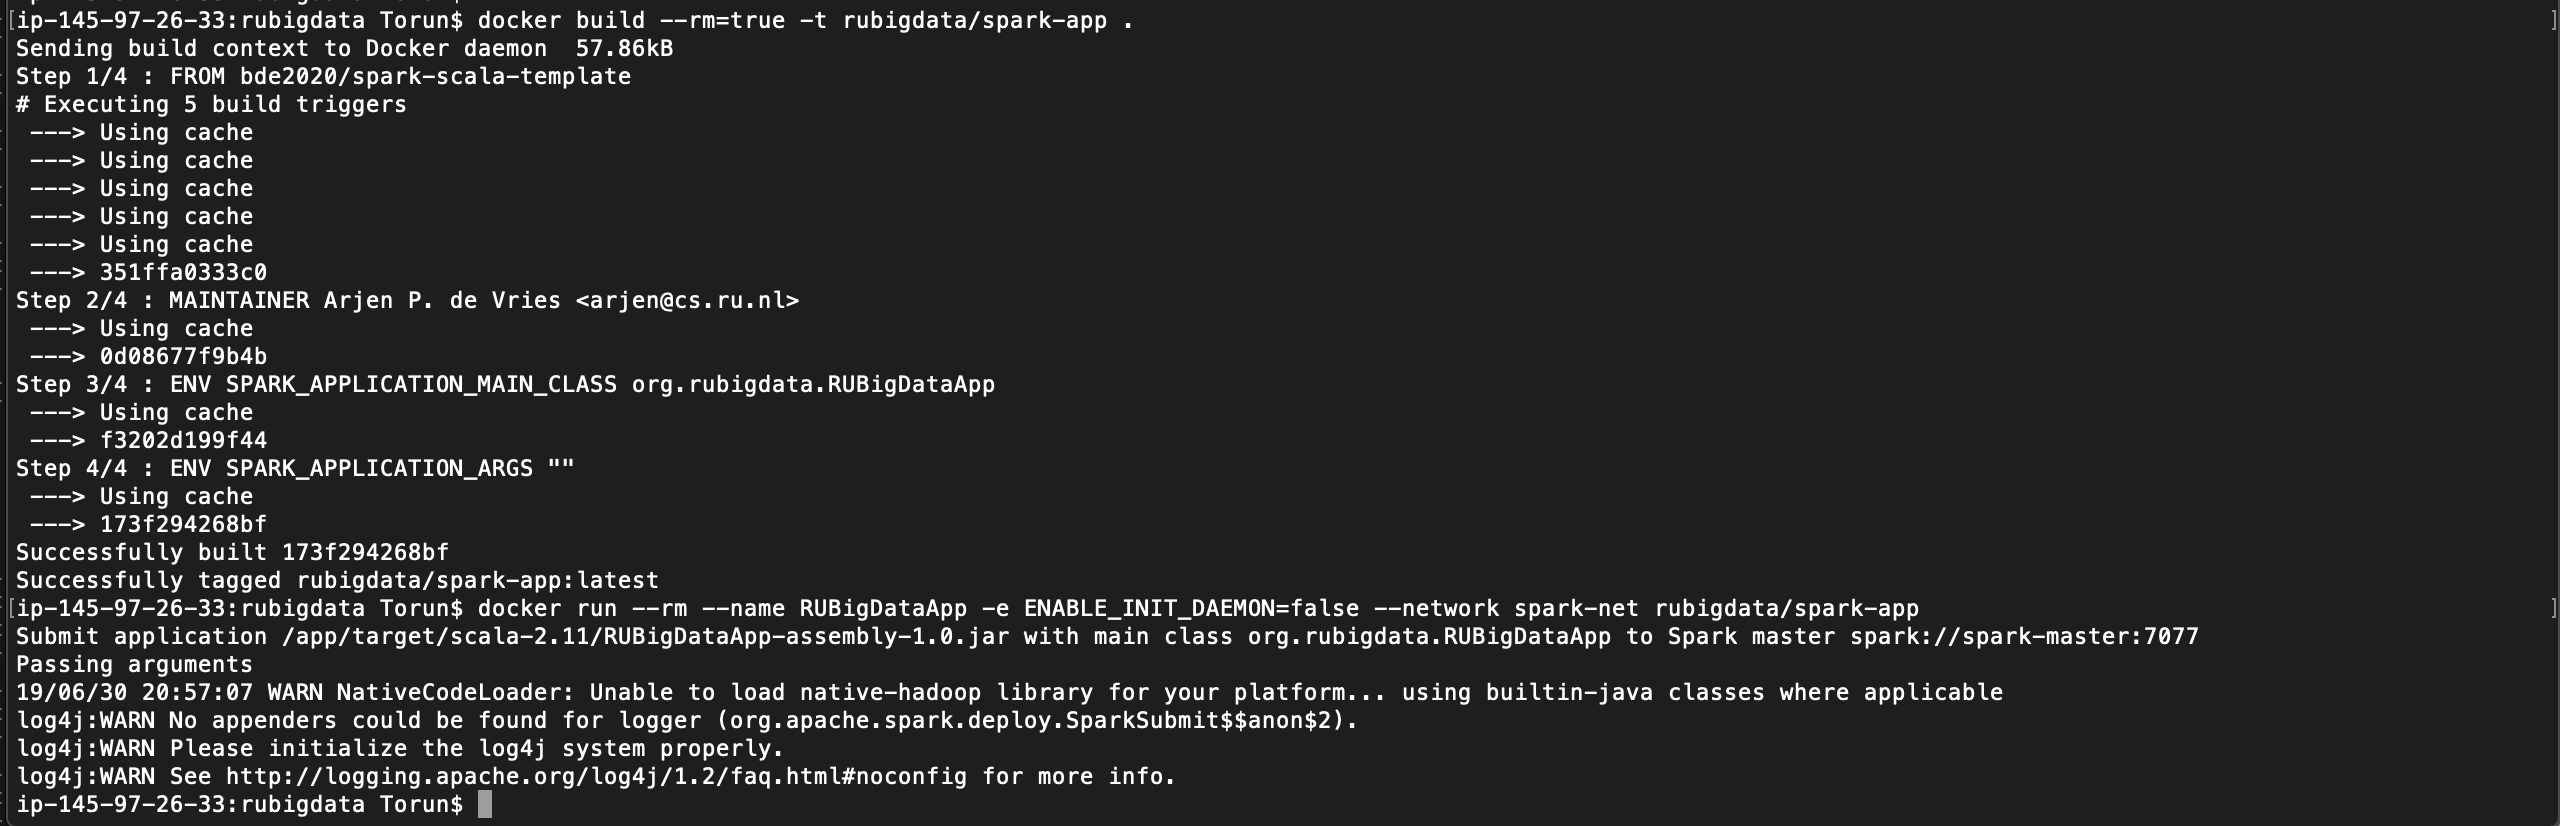 [ip-145-97-26-33:rubigdata Torun$ docker build --rm=true -t rubigdata/spark-app . ]
Sending build context to Docker daemon  57.86kB
Step 1/4 : FROM bde2020/spark-scala-template
# Executing 5 build triggers
 ---> Using cache
 ---> Using cache
 ---> Using cache
 ---> Using cache
 ---> Using cache
 ---> 351ffa0333c0
Step 2/4 : MAINTAINER Arjen P. de Vries <arjen@cs.ru.nl>
 ---> Using cache
 ---> 0d08677f9b4b
Step 3/4 : ENV SPARK_APPLICATION_MAIN_CLASS org.rubigdata.RUBigDataApp
 ---> Using cache
 ---> f3202d199f44
Step 4/4 : ENV SPARK_APPLICATION_ARGS ""
 ---> Using cache
 ---> 173f294268bf
Successfully built 173f294268bf
Successfully tagged rubigdata/spark-app:latest
[ip-145-97-26-33:rubigdata Torun$ docker run --rm --name RUBigDataApp -e ENABLE_INIT_DAEMON=false --network spark-net rubigdata/spark-app ]
Submit application /app/target/scala-2.11/RUBigDataApp-assembly-1.0.jar with main class org.rubigdata.RUBigDataApp to Spark master spark://spark-master:7077
Passing arguments
19/06/30 20:57:07 WARN NativeCodeLoader: Unable to load native-hadoop library for your platform... using builtin-java classes where applicable
log4j:WARN No appenders could be found for logger (org.apache.spark.deploy.SparkSubmit$$anon$2).
log4j:WARN Please initialize the log4j system properly.
log4j:WARN See http://logging.apache.org/log4j/1.2/faq.html#noconfig for more info.
ip-145-97-26-33:rubigdata Torun$